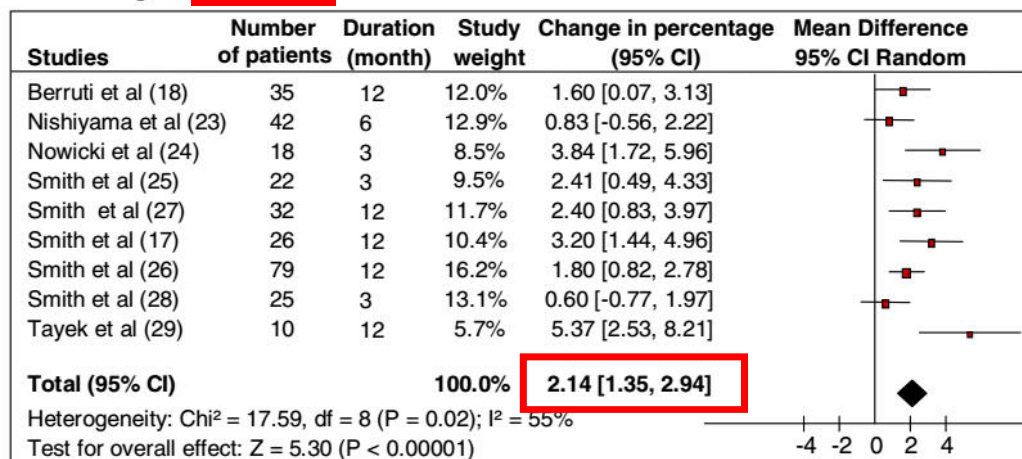 Number Duration Study Change in percentage Mean Difference
Studies of patients (month) weight (95% CI) 95% CI Random
Berruti et al (18) 35 12 12.0% 1.60 [0.07, 3.13]
Nishiyama et al (23) 42 6 12.9% 0.83 [-0.56, 2.22]
Nowicki et al (24) 18 3 8.5% 3.84 [1.72, 5.96]
Smith et al (25) 22 3 9.5% 2.41 [0.49, 4.33]
Smith et al (27) 32 12 11.7% 2.40 [0.83, 3.97]
Smith et al (17) 26 12 10.4% 3.20 [1.44, 4.96]
Smith et al (26) 79 12 16.2% 1.80 [0.82, 2.78]
Smith et al (28) 25 3 13.1% 0.60 [-0.77, 1.97]
Tayek et al (29) 10 12 5.7% 5.37 [2.53, 8.21]
Total (95% CI) 100.0% 2.14 [1.35, 2.94]
Heterogeneity: Chi² = 17.59, df = 8 (P = 0.02); I² = 55%
Test for overall effect: Z = 5.30 (P < 0.00001)
-4 -2 0 2 4